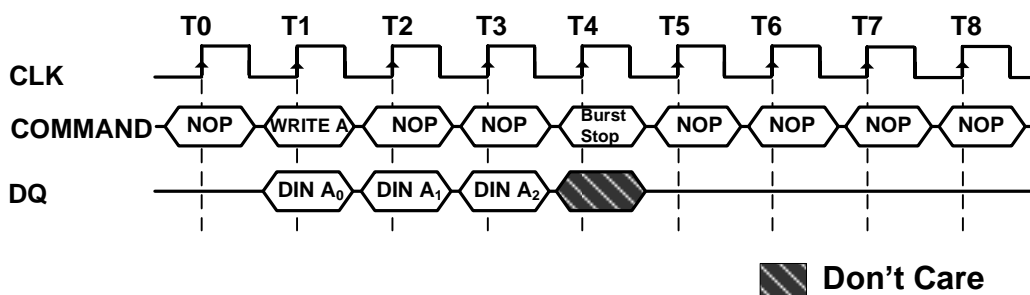 T0 T1 T2 T3 T4 T5 T6 T7 T8
CLK
COMMAND NOP WRITE A NOP NOP Burst Stop NOP NOP NOP NOP
DQ DIN A0 DIN A1 DIN A2
Don't Care